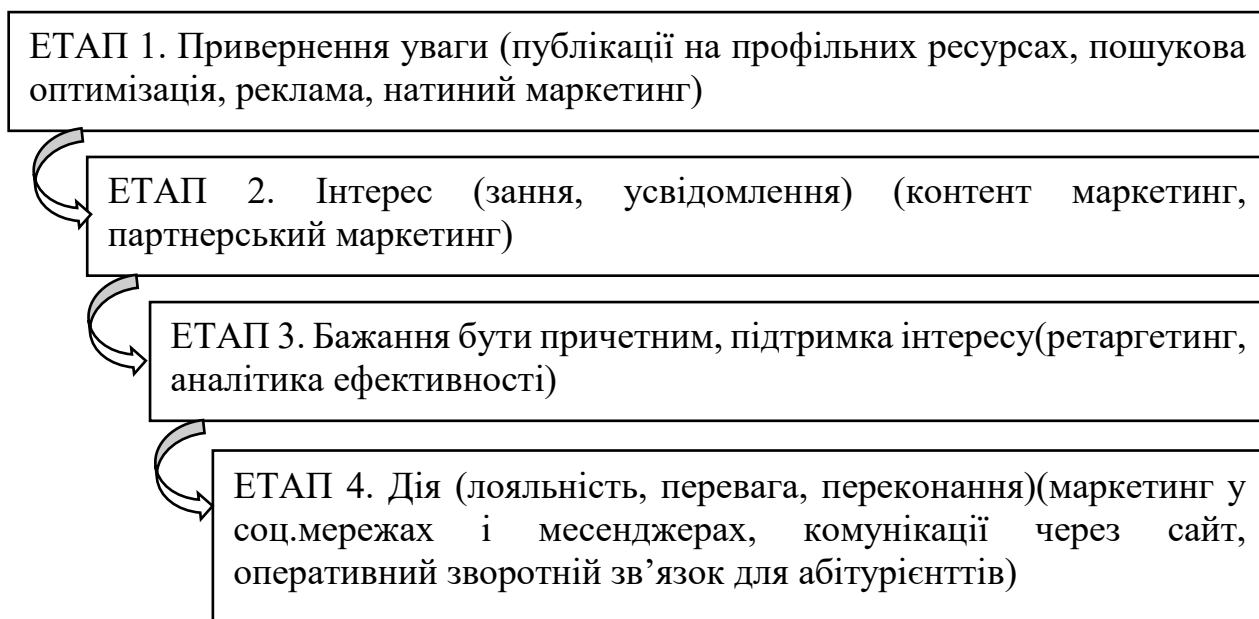 ЕТАП 1. Привернення уваги (публікації на профільних ресурсах, пошукова
оптимізація, реклама, натиний маркетинг)
ЕТАП 2. Інтерес (зання, усвідомлення) (контент маркетинг,
партнерський маркетинг)
ЕТАП 3. Бажання бути причетним, підтримка інтересу(ретаргетинг,
аналітика ефективності)
ЕТАП 4. Дія (лояльність, перевага, переконання)(маркетинг у
соц.мережах і месенджерах, комунікації через сайт,
оперативний зворотній зв’язок для абітурієнттів)